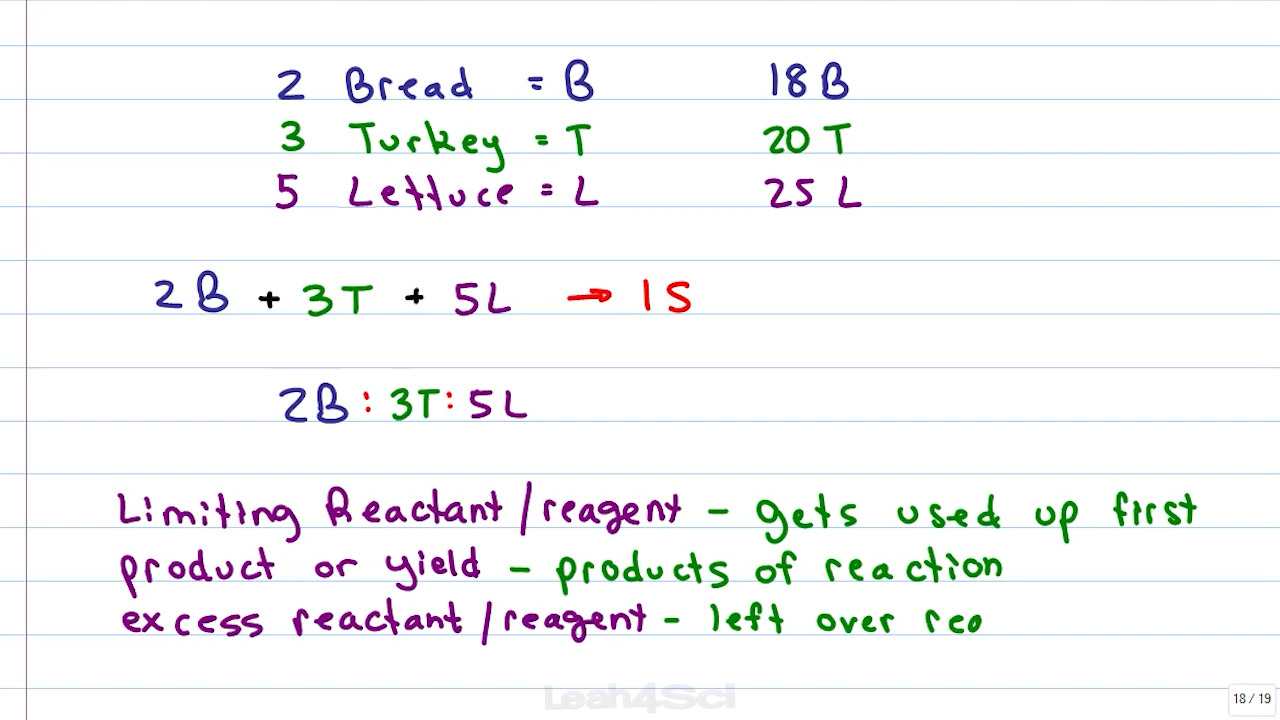 2 Bread = B 18B
3 Turkey = T 20 T
5 Lettuce = L 25 L
2B + 3T + 5L → 1S
2B : 3T : 5L
Limiting Reactant/reagent - gets used up first
product or yield - products of reaction
excess reactant/reagent - left over rea
Leah4Sci
18 / 19